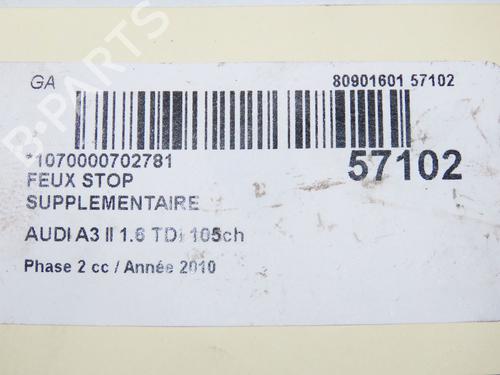 GA
80901601 57102
*1070000702781
57102
FEUX STOP
SUPPLEMENTAIRE
AUDI A3 II 1.6 TDi 105ch
Phase 2 cc / Année 2010
B-PARTS